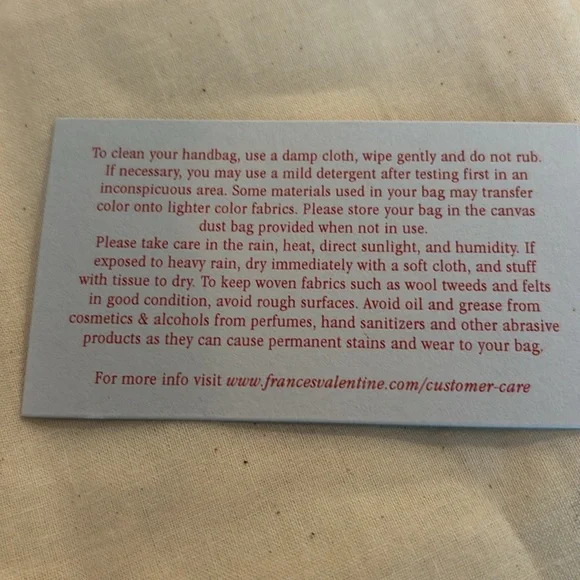 To clean your handbag, use a damp cloth, wipe gently and do not rub.
If necessary, you may use a mild detergent after testing first in an
inconspicuous area. Some materials used in your bag may transfer
color onto lighter color fabrics. Please store your bag in the canvas
dust bag provided when not in use.
Please take care in the rain, heat, direct sunlight, and humidity. If
exposed to heavy rain, dry immediately with a soft cloth, and stuff
with tissue to dry. To keep woven fabrics such as wool tweeds and felts
in good condition, avoid rough surfaces. Avoid oil and grease from
cosmetics & alcohols from perfumes, hand sanitizers and other abrasive
products as they can cause permanent stains and wear to your bag.
For more info visit www.francesvalentine.com/customer-care